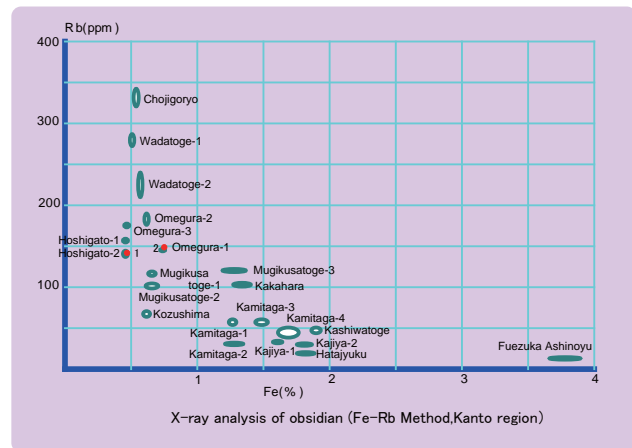 Rb(ppm)
400
Chojigoryo
300
Wadatoge-1
Wadatoge-2
200
Omegura-2
Omegura-3
Hoshigato-1
2 Omegura-1
Hoshigato-2 1
Mugikusa
toge-1
Mugikusatoge-3
100
Kakahara
Mugikusatoge-2
Kamitaga-3
Kozushima
Kamitaga-4
Kamitaga-1
Kashiwatoge
Kamitaga-2
Kajiya-1
Kajiya-2
Hatajyuku
Fuezuka Ashinoyu
1 2 3 4
Fe(%)
X-ray analysis of obsidian (Fe-Rb Method,Kanto region)